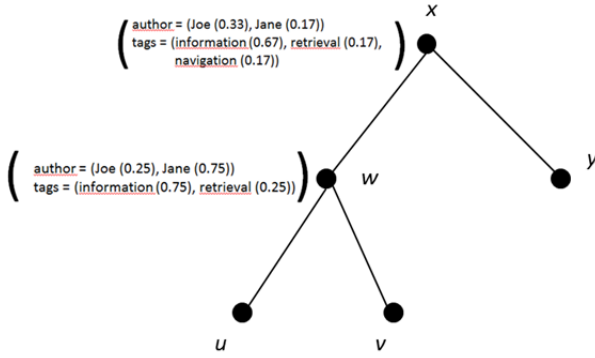 x
author = (Joe (0.33), Jane (0.17))
tags = (information (0.67), retrieval (0.17),
navigation (0.17))
y
author = (Joe (0.25), Jane (0.75))
tags = (information (0.75), retrieval (0.25))
w
u
v